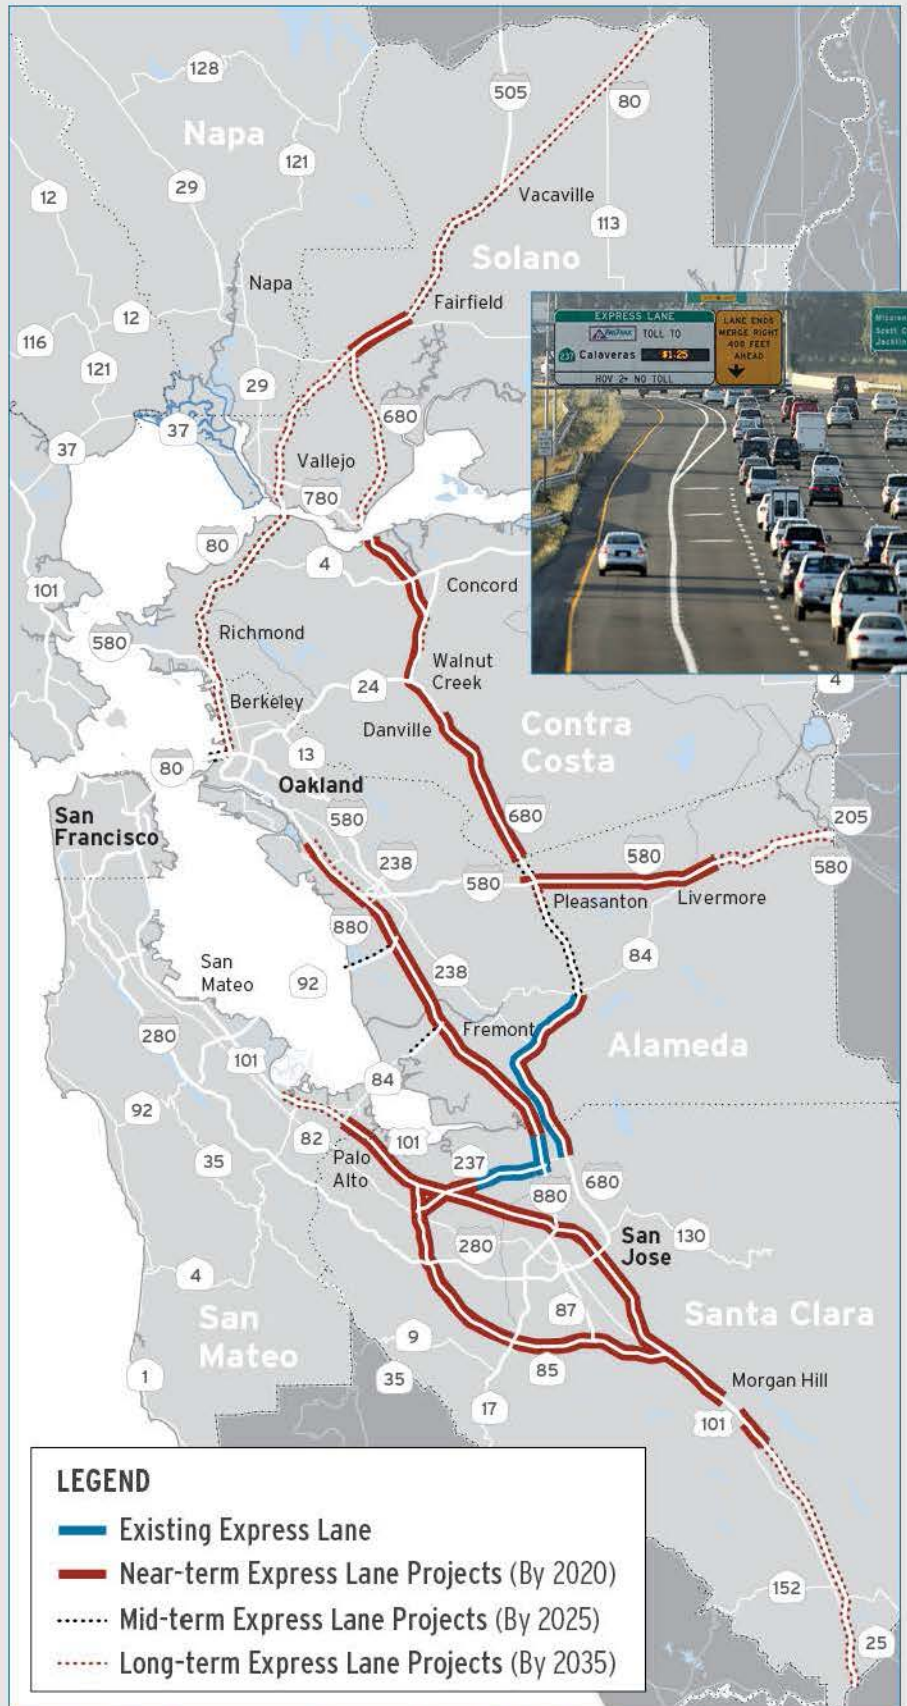 128
505
80
Napa
121
29
12
Vacaville
113
Solano
Napa
Fairfield
12
116
121
29
680
37
37
Vallejo
780
80
4
101
Concord
580
Richmond
Walnut
Creek
24
Berkeley
4
Danville
Contra
Costa
13
80
Oakland
San
Francisco
580
680
205
238
580
580
580
Pleasanton
Livermore
880
84
San
Mateo
92
238
Fremont
280
101
Alameda
84
92
82
101
Palo
Alto
35
237
880
680
280
San
Jose
130
4
87
Santa Clara
San
Mateo
9
85
1
35
Morgan Hill
17
101
152
25
EXPRESS LANE
TOLL TO
237 Calaveras $1.25
HOV 2+ NO TOLL
LANE ENDS
MERGE RIGHT
400 FEET
AHEAD
LEGEND
Existing Express Lane
Near-term Express Lane Projects (By 2020)
Mid-term Express Lane Projects (By 2025)
Long-term Express Lane Projects (By 2035)